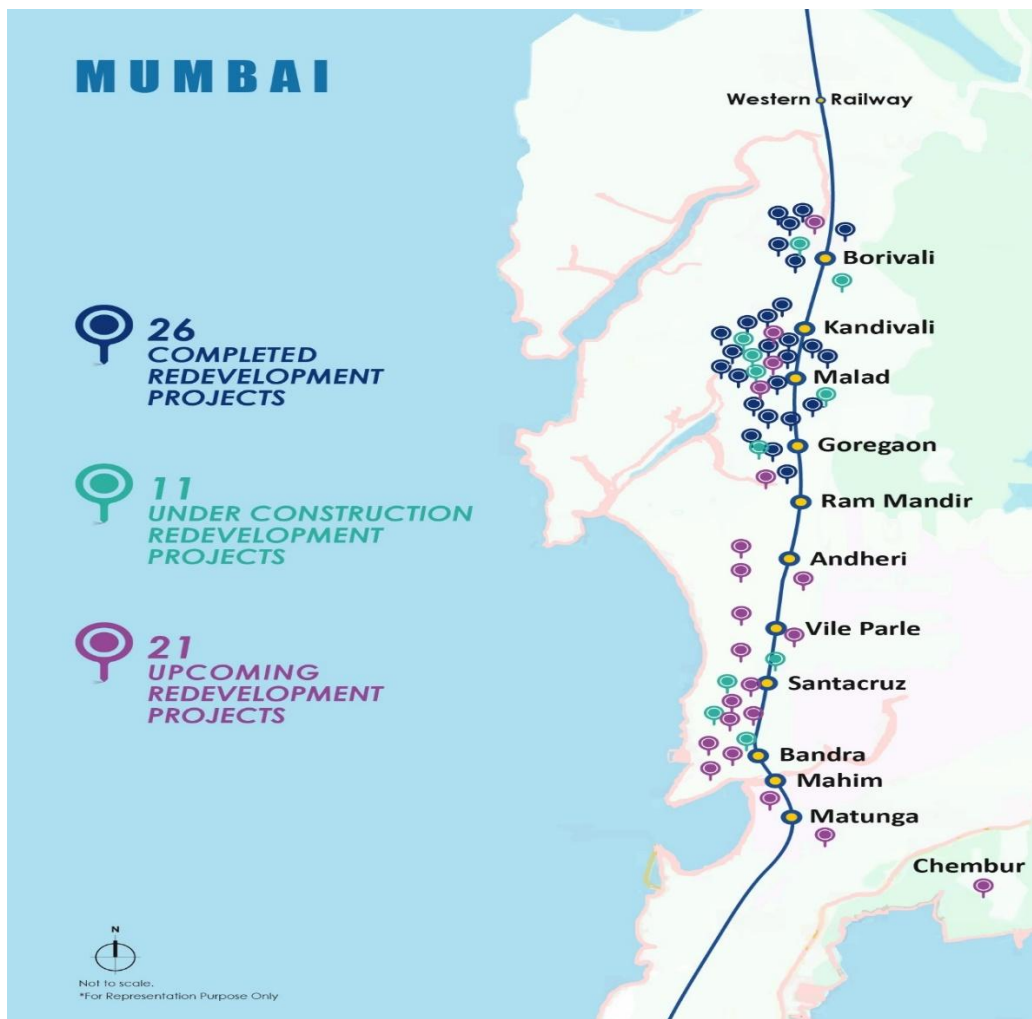 MUMBAI
Western Railway
Borivali
Kandivali
Malad
Goregaon
Ram Mandir
Andheri
Vile Parle
Santacruz
Bandra
Mahim
Matunga
Chembur
26
COMPLETED
REDEVELOPMENT
PROJECTS
11
UNDER CONSTRUCTION
REDEVELOPMENT
PROJECTS
21
UPCOMING
REDEVELOPMENT
PROJECTS
N
Not to scale.
*For Representation Purpose Only